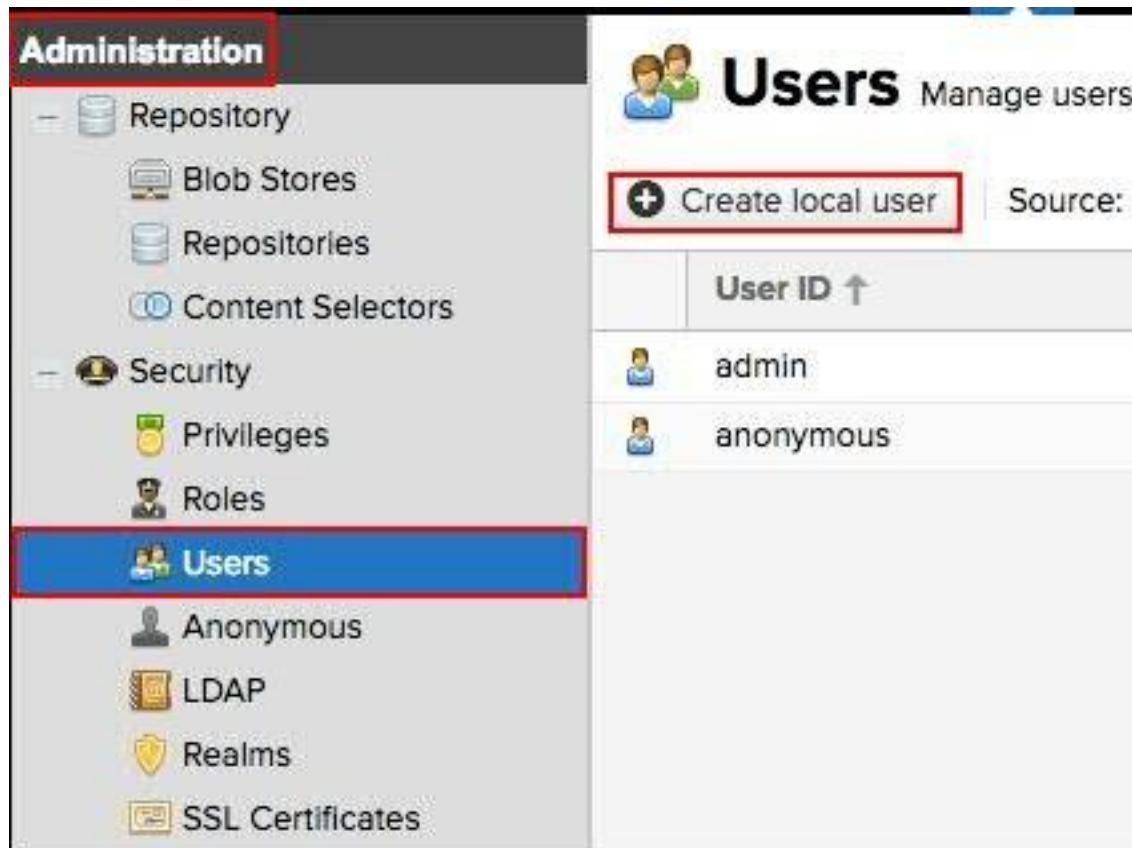 Administration
Repository
Blob Stores
Repositories
Content Selectors
Security
Privileges
Roles
Users
Anonymous
LDAP
Realms
SSL Certificates
Users Manage users
Create local user Source:
User ID ↑
admin
anonymous